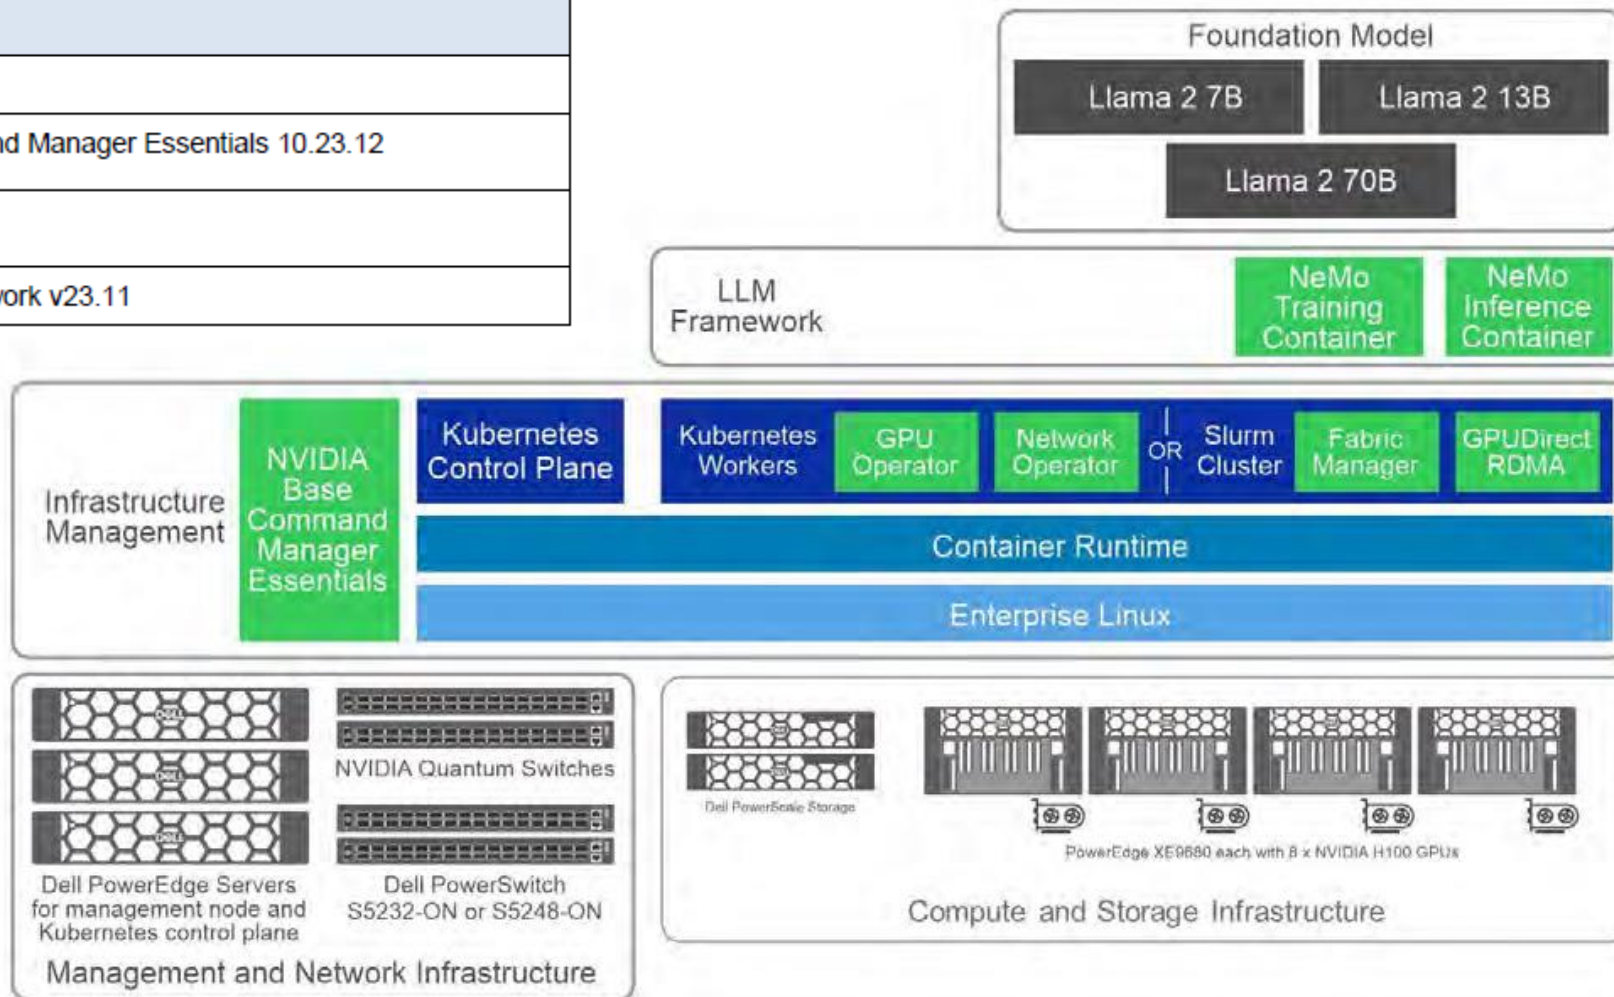 Manager Essentials 10.23.12
v23.11
Foundation Model
Llama 2 7B
Llama 2 13B
Llama 2 70B
LLM
Framework
NeMo
Training
Container
NeMo
Inference
Container
Infrastructure
Management
NVIDIA
Base
Command
Manager
Essentials
Kubernetes
Control Plane
Kubernetes
Workers
GPU
Operator
Network
Operator
OR
Slurm
Cluster
Fabric
Manager
GPUDirect
RDMA
Container Runtime
Enterprise Linux
NVIDIA Quantum Switches
Dell PowerEdge Servers
for management node and
Kubernetes control plane
Dell PowerSwitch
S5232-ON or S5248-ON
Management and Network Infrastructure
Dell PowerScale Storage
PowerEdge XE9680 each with 8 x NVIDIA H100 GPUs
Compute and Storage Infrastructure